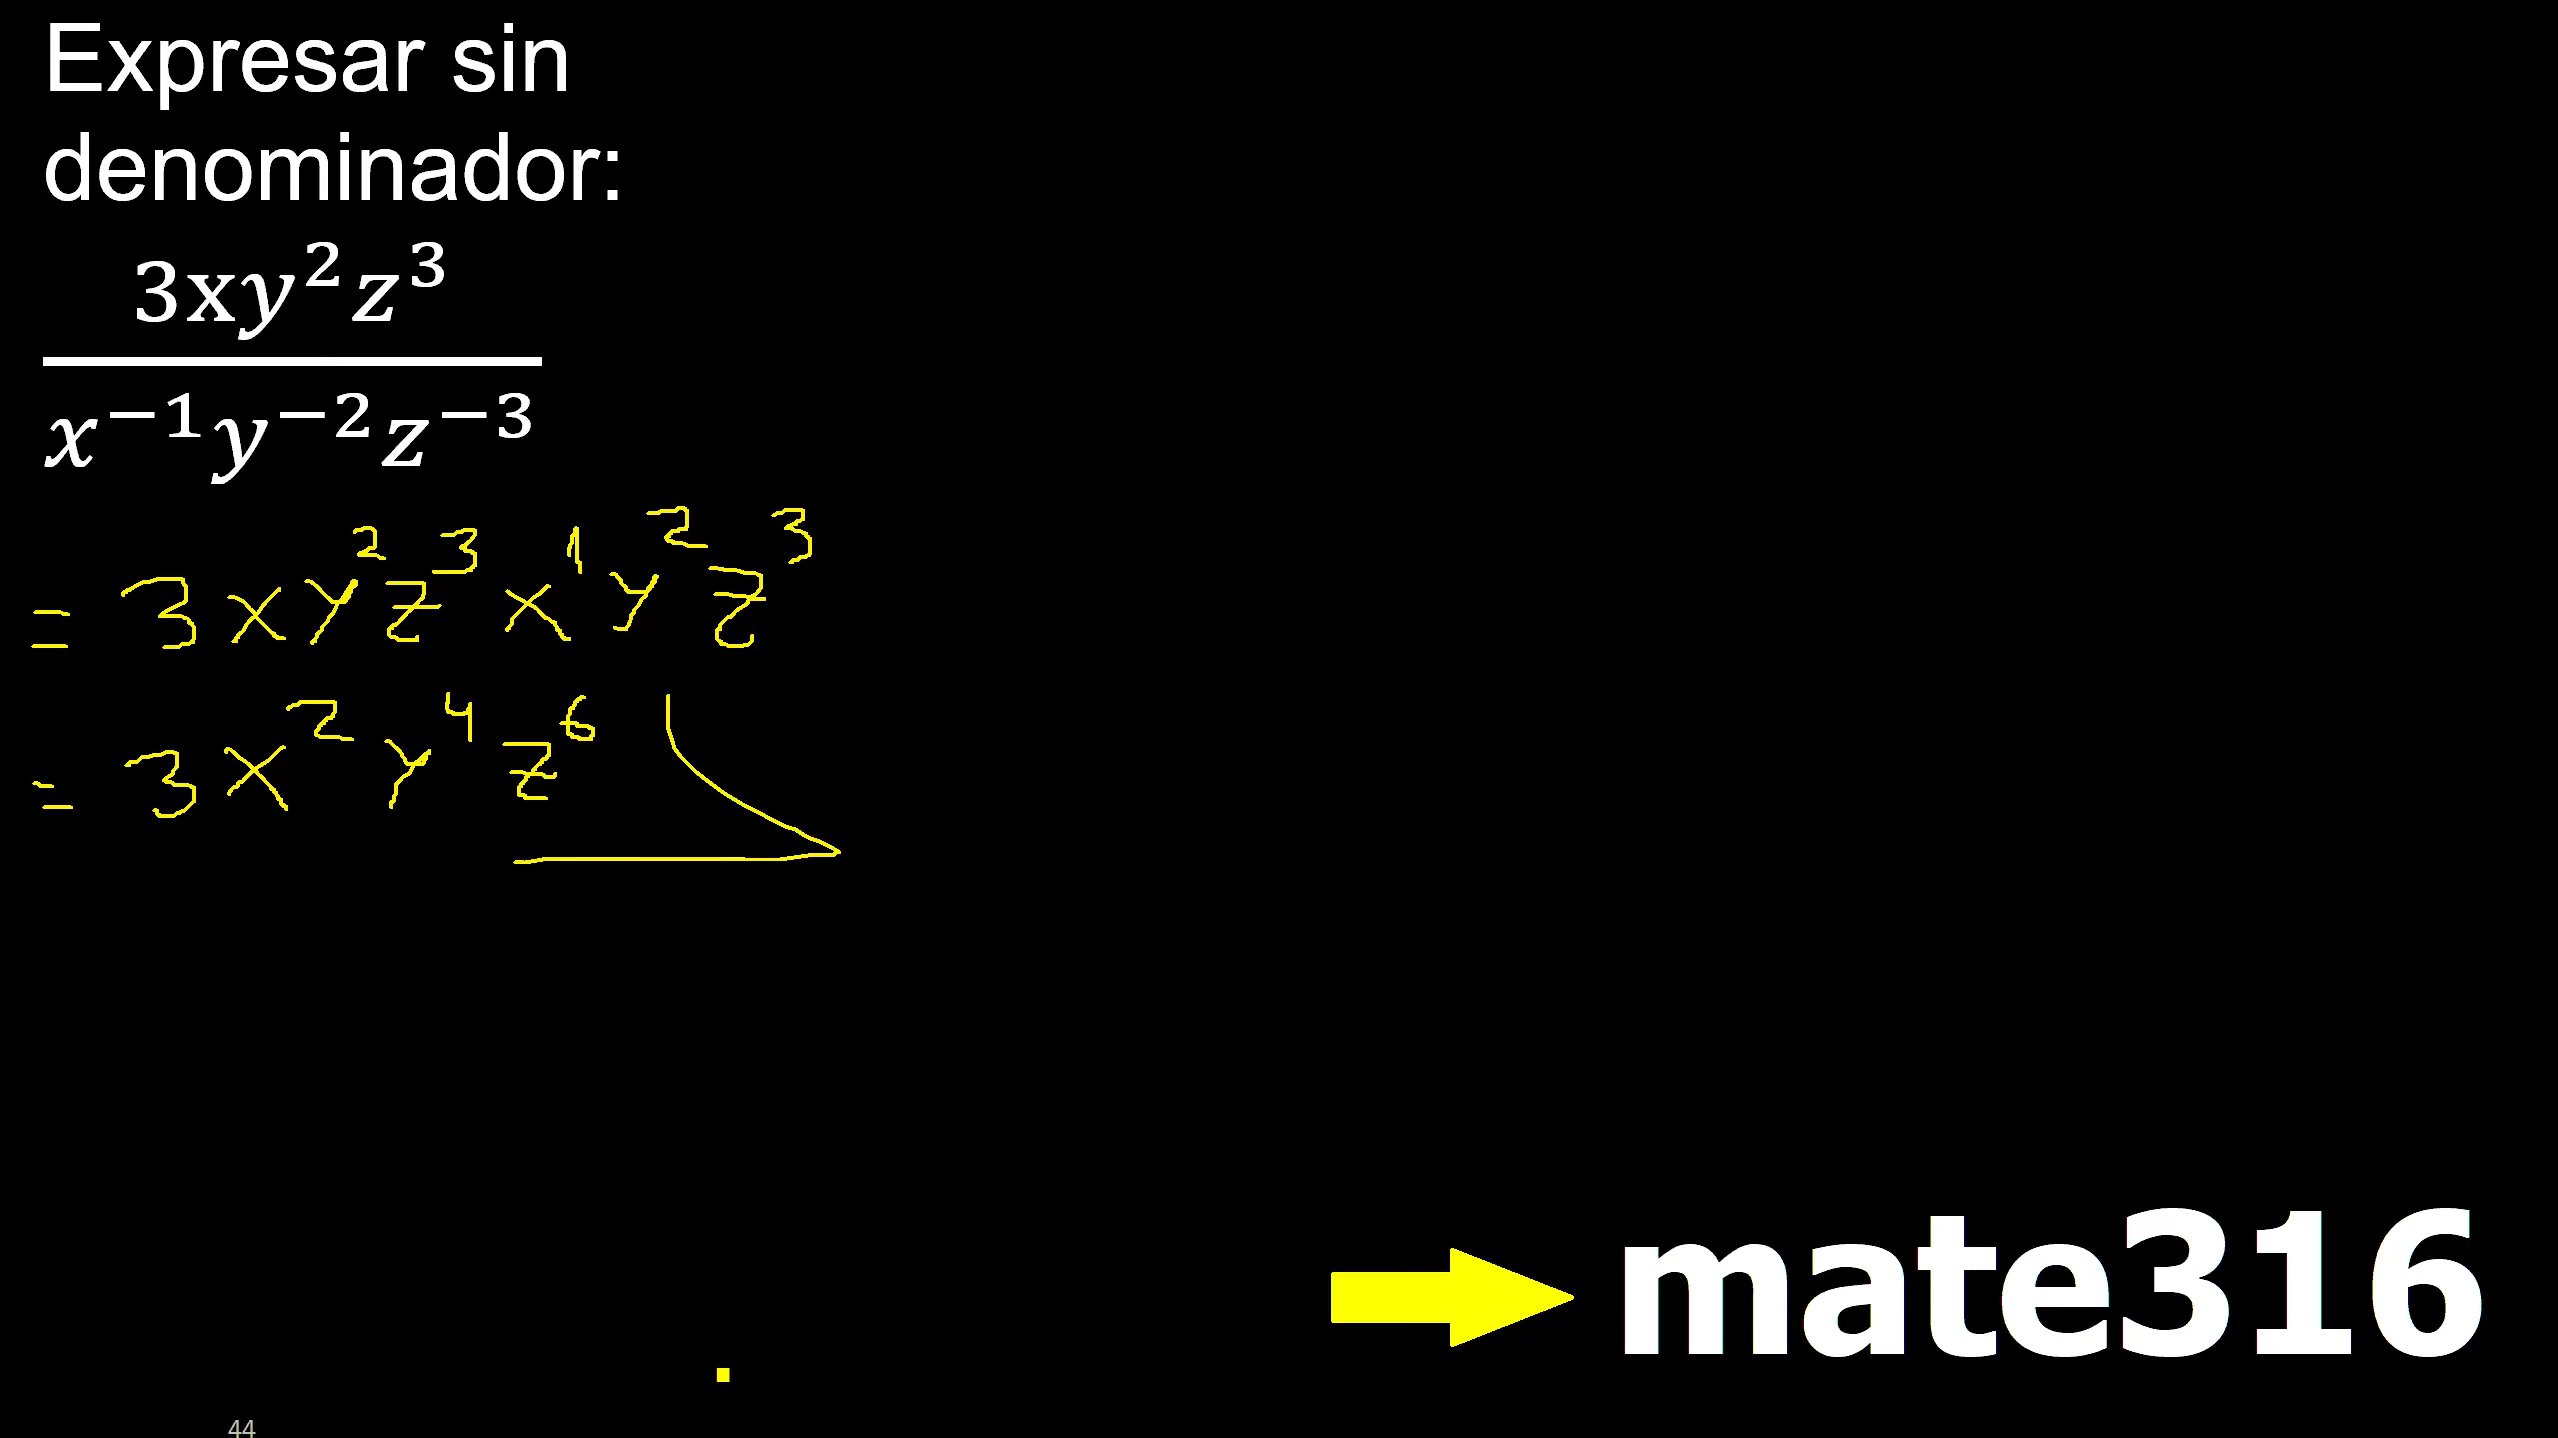 Expresar sin
denominador:
3xy²z³
x⁻¹y⁻²z⁻³
= 3xy²z³x¹y²z³
= 3x²y⁴z⁶
mate316
44